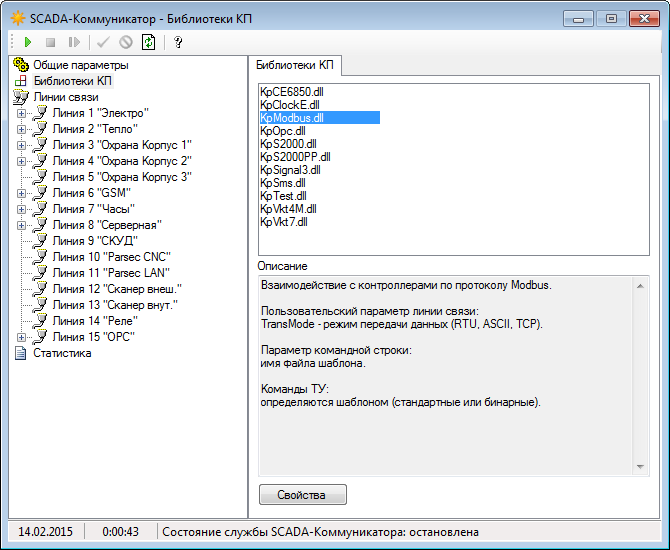 SCADA-Коммуникатор - Библиотеки КП
Общие параметры
Библиотеки КП
Линии связи
Линия 1 "Электро"
Линия 2 "Тепло"
Линия 3 "Охрана Корпус 1"
Линия 4 "Охрана Корпус 2"
Линия 5 "Охрана Корпус 3"
Линия 6 "GSM"
Линия 7 "Часы"
Линия 8 "Серверная"
Линия 9 "СКУД"
Линия 10 "Parsec CNC"
Линия 11 "Parsec LAN"
Линия 12 "Сканер внеш."
Линия 13 "Сканер внут."
Линия 14 "Реле"
Линия 15 "OPC"
Статистика
Библиотеки КП
KpCE6850.dll
KpClockE.dll
KpModbus.dll
KpOpc.dll
KpS2000.dll
KpS2000PP.dll
KpSignal3.dll
KpSms.dll
KpTest.dll
KpVkt4M.dll
KpVkt7.dll
Описание
Взаимодействие с контроллерами по протоколу Modbus.
Пользовательский параметр линии связи:
TransMode - режим передачи данных (RTU, ASCII, TCP).
Параметр командной строки:
имя файла шаблона.
Команды ТУ:
определяются шаблоном (стандартные или бинарные).
Свойства
14.02.2015 0:00:43 Состояние службы SCADA-Коммуникатора: остановлена